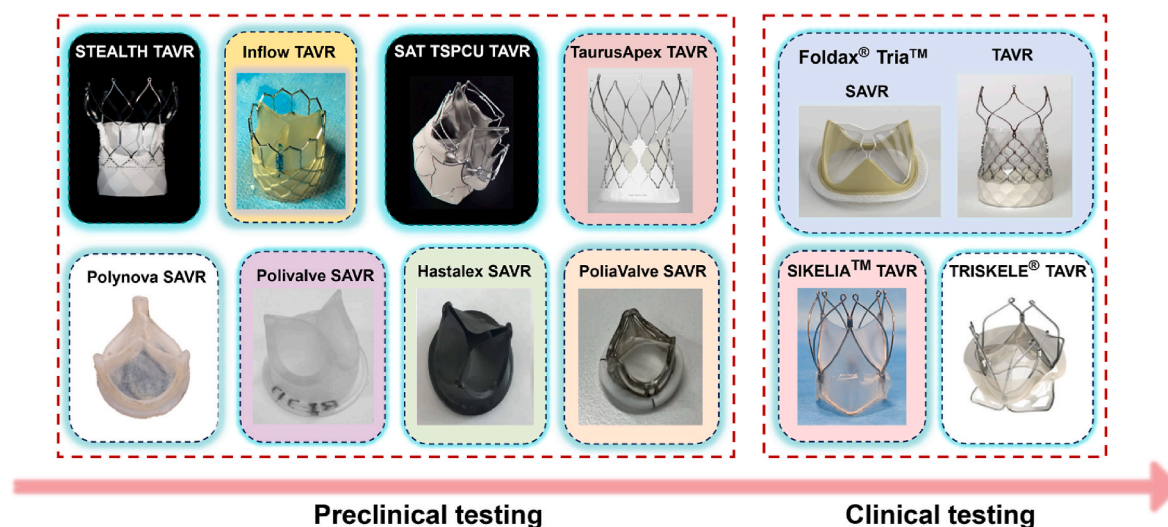 STEALTH TAVR
Inflow TAVR
SAT TSPCU TAVR
TaurusApex TAVR
Foldax® Tria™
SAVR
TAVR
Polynova SAVR
Polivalve SAVR
Hastalex SAVR
PoliaValve SAVR
SIKELIA™ TAVR
TRISKELE® TAVR
Preclinical testing
Clinical testing